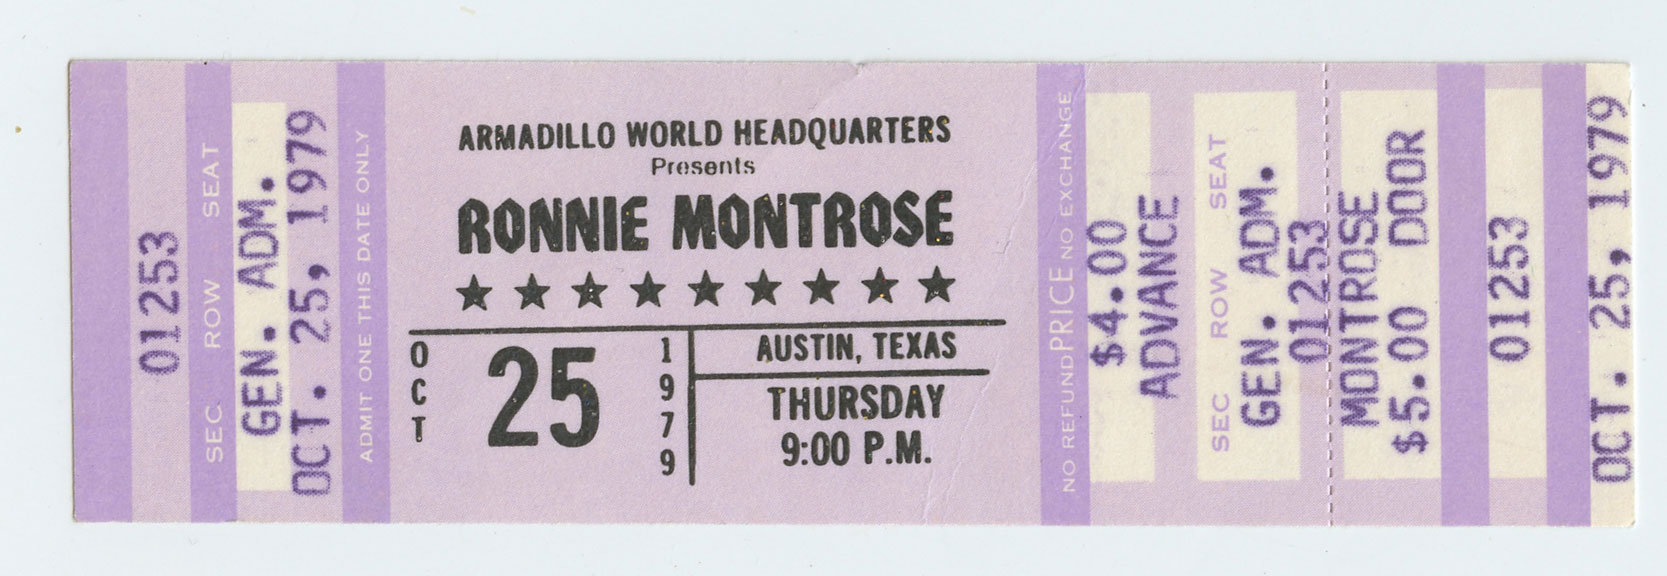 01253
SEC ROW SEAT
GEN. ADM.
OCT. 25, 1979
ADMIT ONE THIS DATE ONLY
ARMADILLO WORLD HEADQUARTERS
Presents
RONNIE MONTROSE
★ ★ ★ ★ ★ ★ ★ ★ ★
OCT
25
1979
AUSTIN, TEXAS
THURSDAY
9:00 P.M.
NO REFUND PRICE NO EXCHANGE
$4.00
ADVANCE
SEC ROW SEAT
GEN. ADM.
01253
MONTROSE
$5.00 DOOR
01253
OCT. 25, 1979